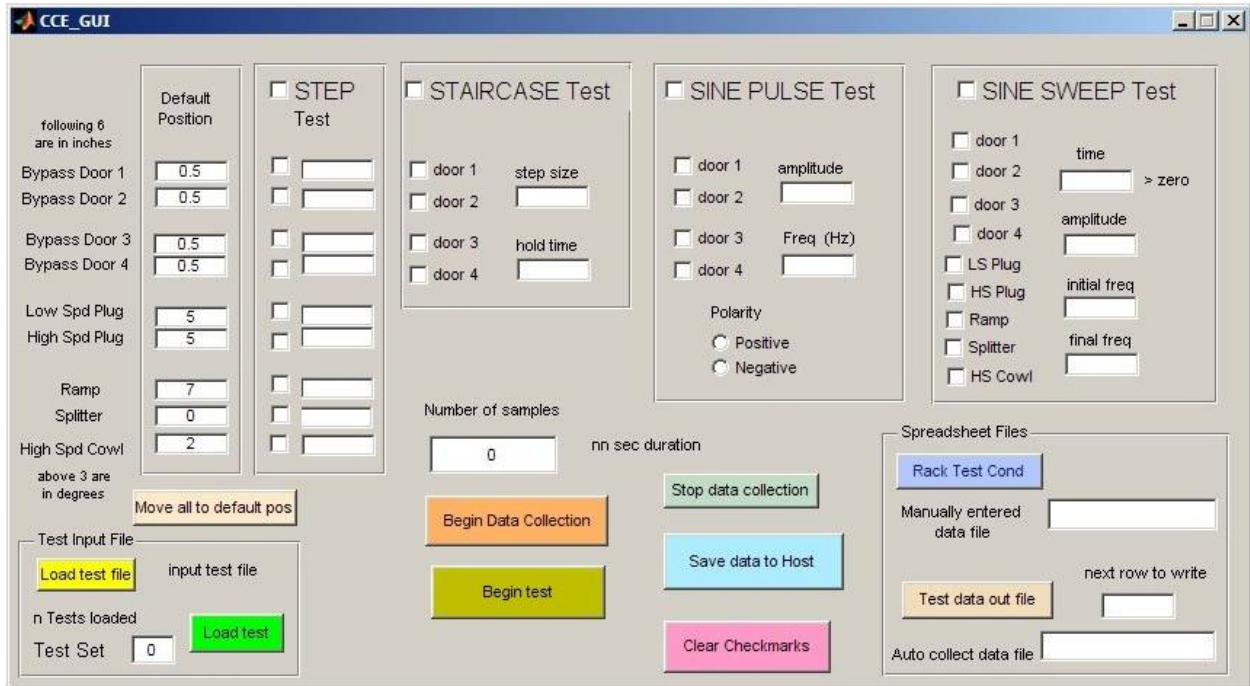 CCE_GUI
following 6
are in inches
Default
Position
Bypass Door 1
0.5
Bypass Door 2
0.5
Bypass Door 3
0.5
Bypass Door 4
0.5
Low Spd Plug
5
High Spd Plug
5
Ramp
7
Splitter
0
High Spd Cowl
2
above 3 are
in degrees
Move all to default pos
STEP
Test
STAIRCASE Test
door 1
door 2
door 3
door 4
step size
hold time
SINE PULSE Test
door 1
door 2
door 3
door 4
amplitude
Freq (Hz)
Polarity
Positive
Negative
SINE SWEEP Test
door 1
door 2
door 3
door 4
LS Plug
HS Plug
Ramp
Splitter
HS Cowl
time
> zero
amplitude
initial freq
final freq
Test Input File
Load test file
input test file
n Tests loaded
Test Set
0
Load test
Number of samples
0
nn sec duration
Begin Data Collection
Begin test
Stop data collection
Save data to Host
Clear Checkmarks
Spreadsheet Files
Rack Test Cond
Manually entered
data file
Test data out file
next row to write
Auto collect data file